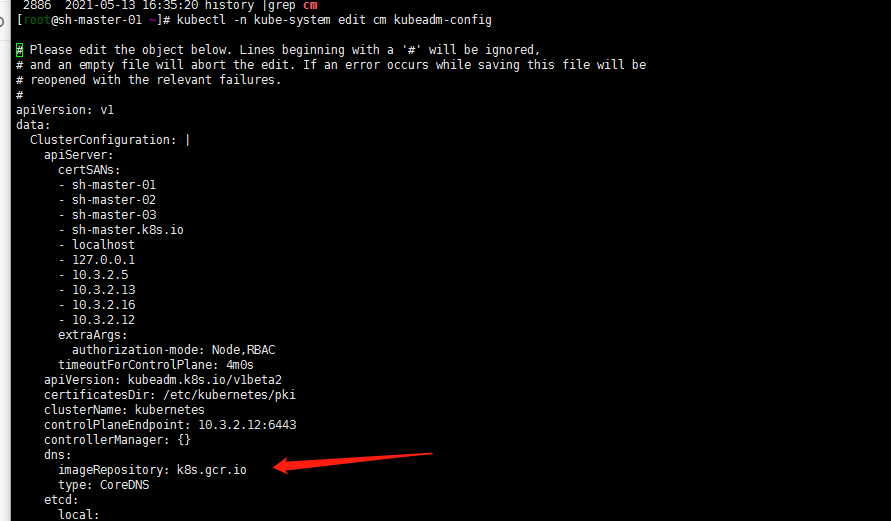 2886  2021-05-13 16:35:20 history |grep cm
[root@sh-master-01 ~]# kubectl -n kube-system edit cm kubeadm-config
# Please edit the object below. Lines beginning with a '#' will be ignored,
# and an empty file will abort the edit. If an error occurs while saving this file will be
# reopened with the relevant failures.
#
apiVersion: v1
data:
  ClusterConfiguration: |
    apiServer:
      certSANs:
      - sh-master-01
      - sh-master-02
      - sh-master-03
      - sh-master.k8s.io
      - localhost
      - 127.0.0.1
      - 10.3.2.5
      - 10.3.2.13
      - 10.3.2.16
      - 10.3.2.12
      extraArgs:
        authorization-mode: Node,RBAC
      timeoutForControlPlane: 4m0s
    apiVersion: kubeadm.k8s.io/v1beta2
    certificatesDir: /etc/kubernetes/pki
    clusterName: kubernetes
    controlPlaneEndpoint: 10.3.2.12:6443
    controllerManager: {}
    dns:
      imageRepository: k8s.gcr.io
      type: CoreDNS
    etcd:
      local: